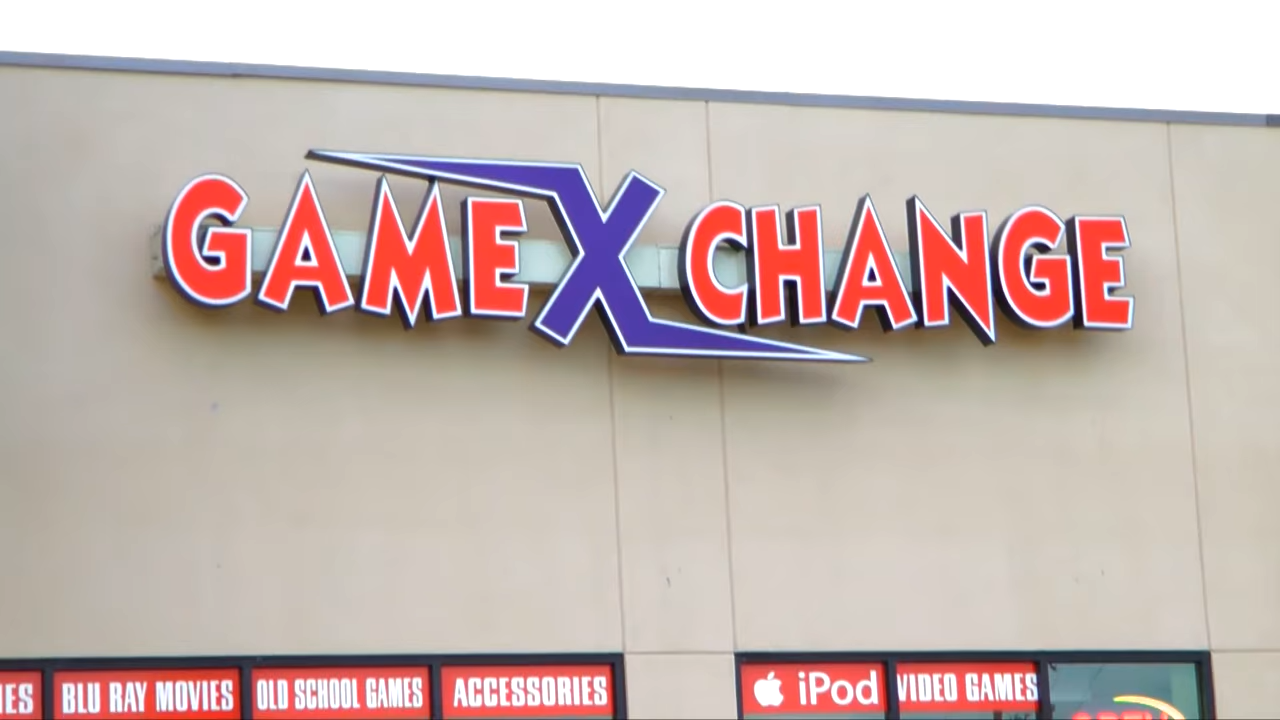 GAMEXCHANGE
BLU RAY MOVIES
OLD SCHOOL GAMES
ACCESSORIES
iPod
VIDEO GAMES